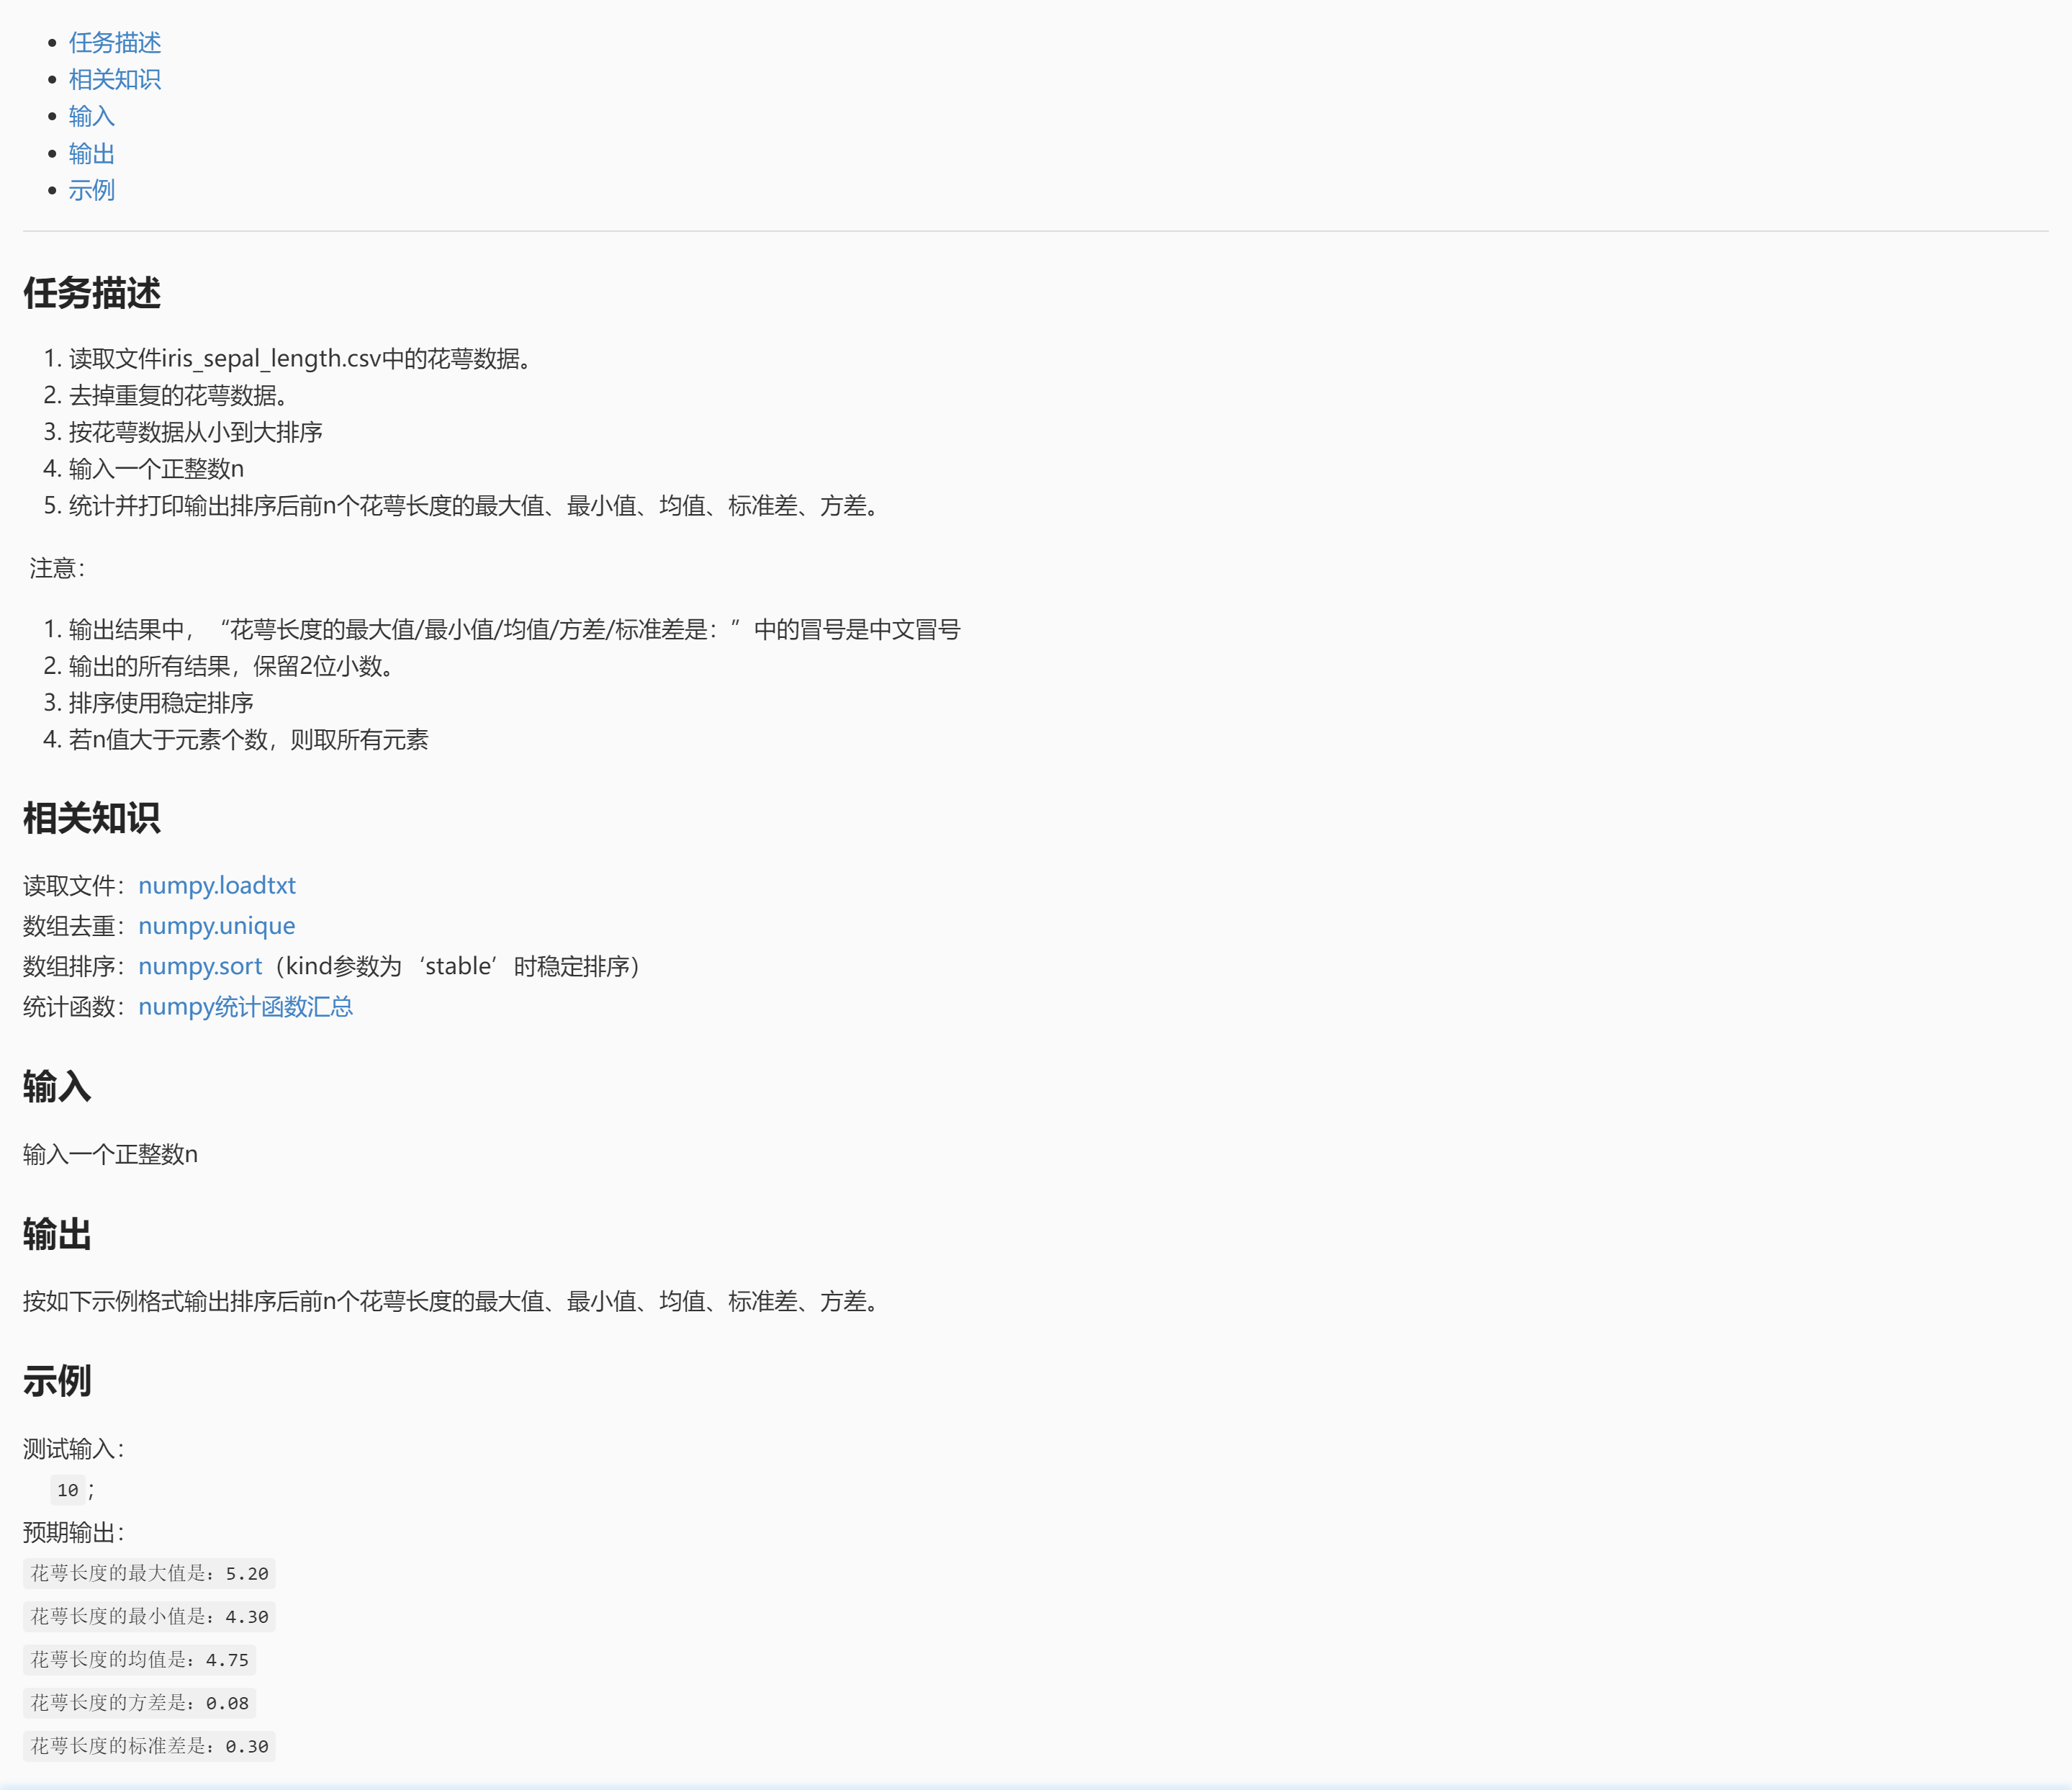 任务描述
相关知识
输入
输出
示例
任务描述
1. 读取文件iris_sepal_length.csv中的花萼数据。
2. 去掉重复的花萼数据。
3. 按花萼数据从小到大排序
4. 输入一个正整数n
5. 统计并打印输出排序后前n个花萼长度的最大值、最小值、均值、标准差、方差。
注意：
1. 输出结果中，“花萼长度的最大值/最小值/均值/方差/标准差是：”中的冒号是中文冒号
2. 输出的所有结果，保留2位小数。
3. 排序使用稳定排序
4. 若n值大于元素个数，则取所有元素
相关知识
读取文件：numpy.loadtxt
数组去重：numpy.unique
数组排序：numpy.sort（kind参数为‘stable’时稳定排序）
统计函数：numpy统计函数汇总
输入
输入一个正整数n
输出
按如下示例格式输出排序后前n个花萼长度的最大值、最小值、均值、标准差、方差。
示例
测试输入：
10；
预期输出：
花萼长度的最大值是：5.20
花萼长度的最小值是：4.30
花萼长度的均值是：4.75
花萼长度的方差是：0.08
花萼长度的标准差是：0.30